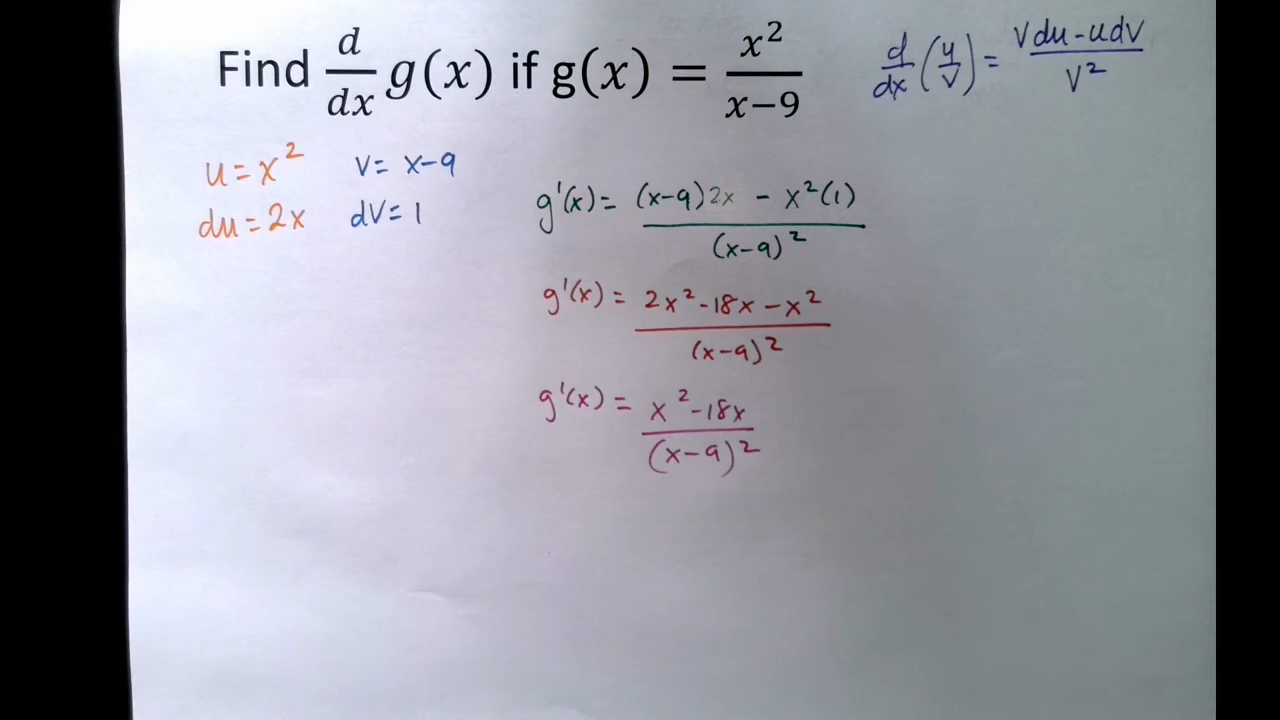 Find d/dx g(x) if g(x) = x²/(x−9)
d/dx (u/v) = (Vdu − udv)/V²
u = x² v = x−9
du = 2x dV = 1
g'(x) = ((x−9)2x − x²(1))/(x−9)²
g'(x) = (2x² −18x − x²)/(x−9)²
g'(x) = (x² −18x)/(x−9)²